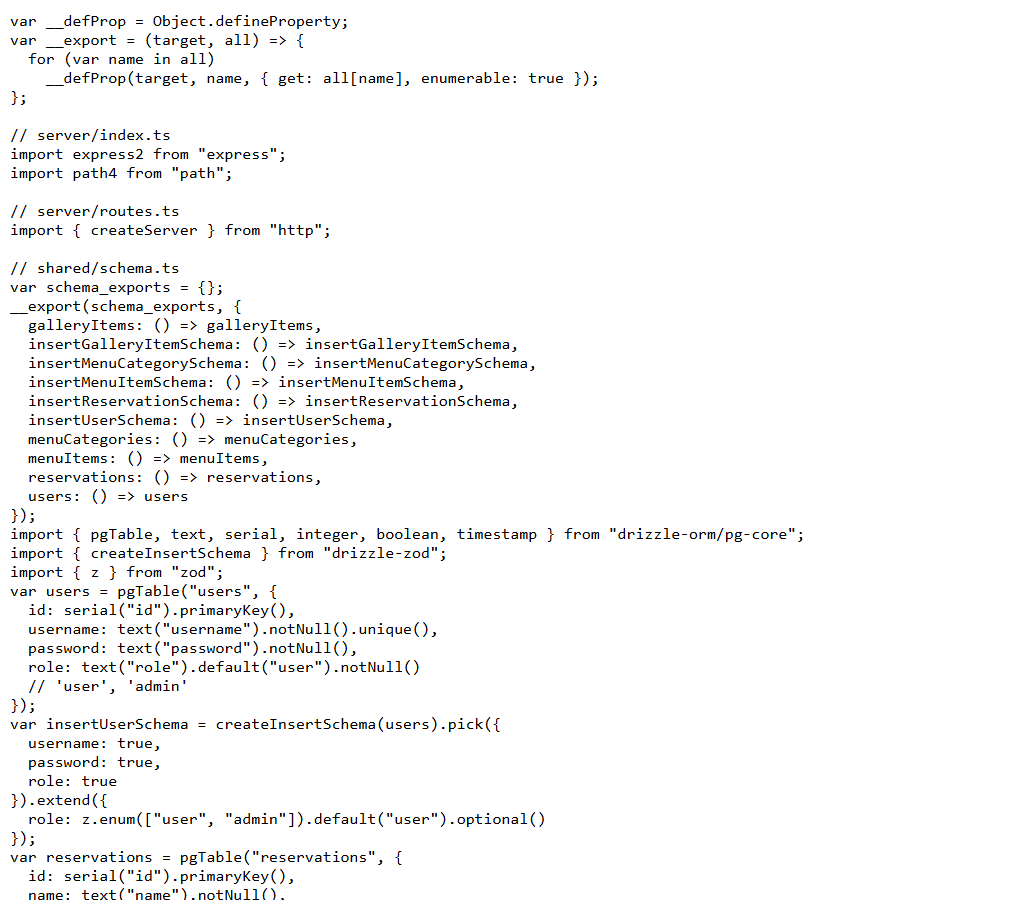 var __defProp = Object.defineProperty;
var __export = (target, all) => {
  for (var name in all)
    __defProp(target, name, { get: all[name], enumerable: true });
};

// server/index.ts
import express2 from "express";
import path4 from "path";

// server/routes.ts
import { createServer } from "http";

// shared/schema.ts
var schema_exports = {};
__export(schema_exports, {
  galleryItems: () => galleryItems,
  insertGalleryItemSchema: () => insertGalleryItemSchema,
  insertMenuCategorySchema: () => insertMenuCategorySchema,
  insertMenuItemSchema: () => insertMenuItemSchema,
  insertReservationSchema: () => insertReservationSchema,
  insertUserSchema: () => insertUserSchema,
  menuCategories: () => menuCategories,
  menuItems: () => menuItems,
  reservations: () => reservations,
  users: () => users
});
import { pgTable, text, serial, integer, boolean, timestamp } from "drizzle-orm/pg-core";
import { createInsertSchema } from "drizzle-zod";
import { z } from "zod";
var users = pgTable("users", {
  id: serial("id").primaryKey(),
  username: text("username").notNull().unique(),
  password: text("password").notNull(),
  role: text("role").default("user").notNull()
  // 'user', 'admin'
});
var insertUserSchema = createInsertSchema(users).pick({
  username: true,
  password: true,
  role: true
}).extend({
  role: z.enum(["user", "admin"]).default("user").optional()
});
var reservations = pgTable("reservations", {
  id: serial("id").primaryKey(),
  name: text("name").notNull(),